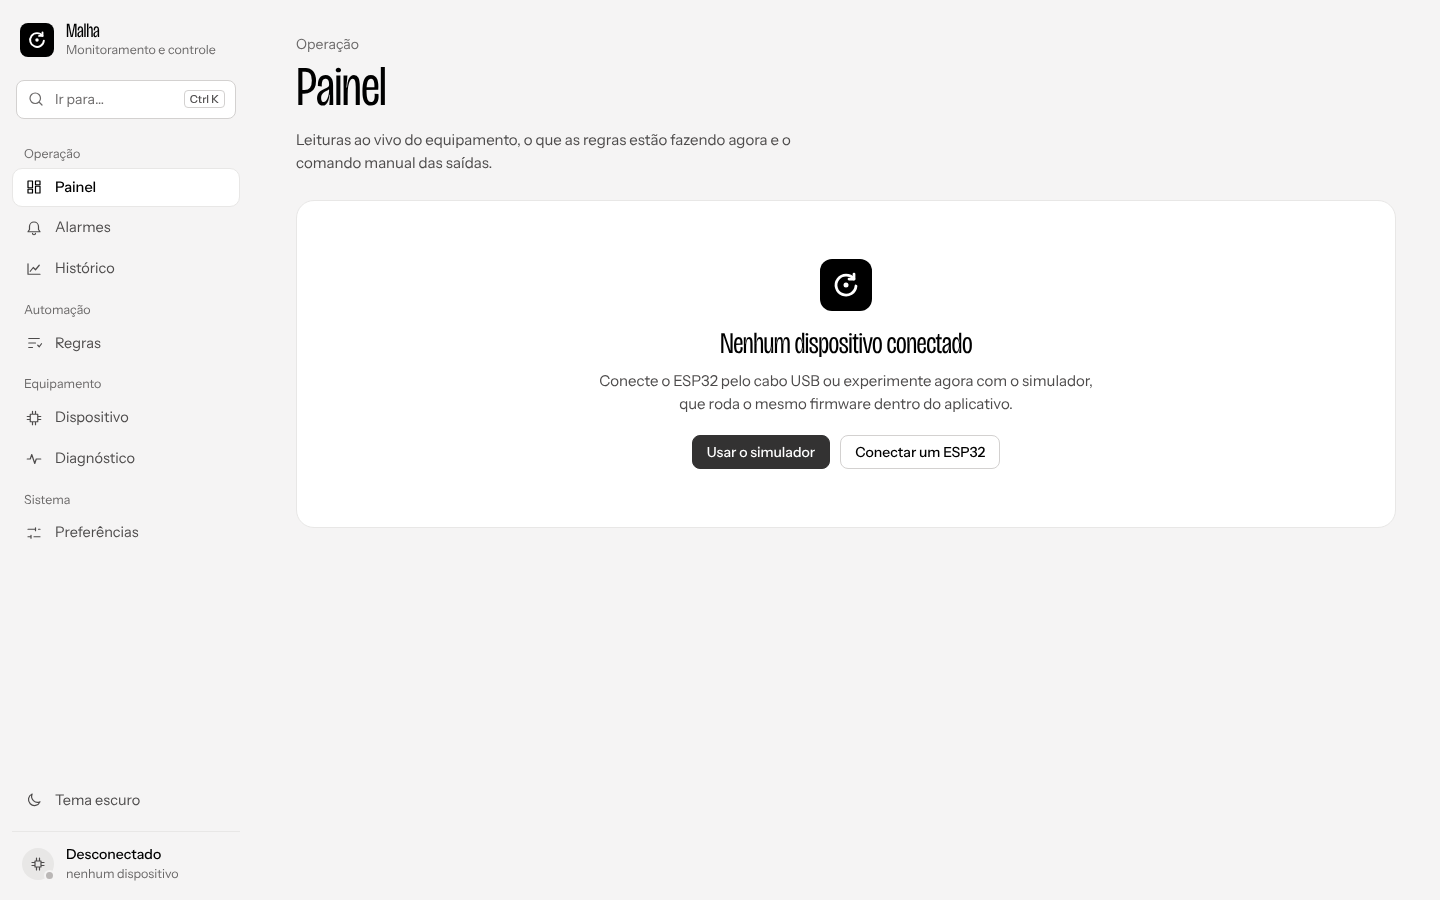 Malha
Monitoramento e controle
Ir para...
Ctrl K
Operação
Painel
Alarmes
Histórico
Automação
Regras
Equipamento
Dispositivo
Diagnóstico
Sistema
Preferências
Tema escuro
Desconectado
nenhum dispositivo
Operação
Painel
Leituras ao vivo do equipamento, o que as regras estão fazendo agora e o
comando manual das saídas.
Nenhum dispositivo conectado
Conecte o ESP32 pelo cabo USB ou experimente agora com o simulador,
que roda o mesmo firmware dentro do aplicativo.
Usar o simulador
Conectar um ESP32